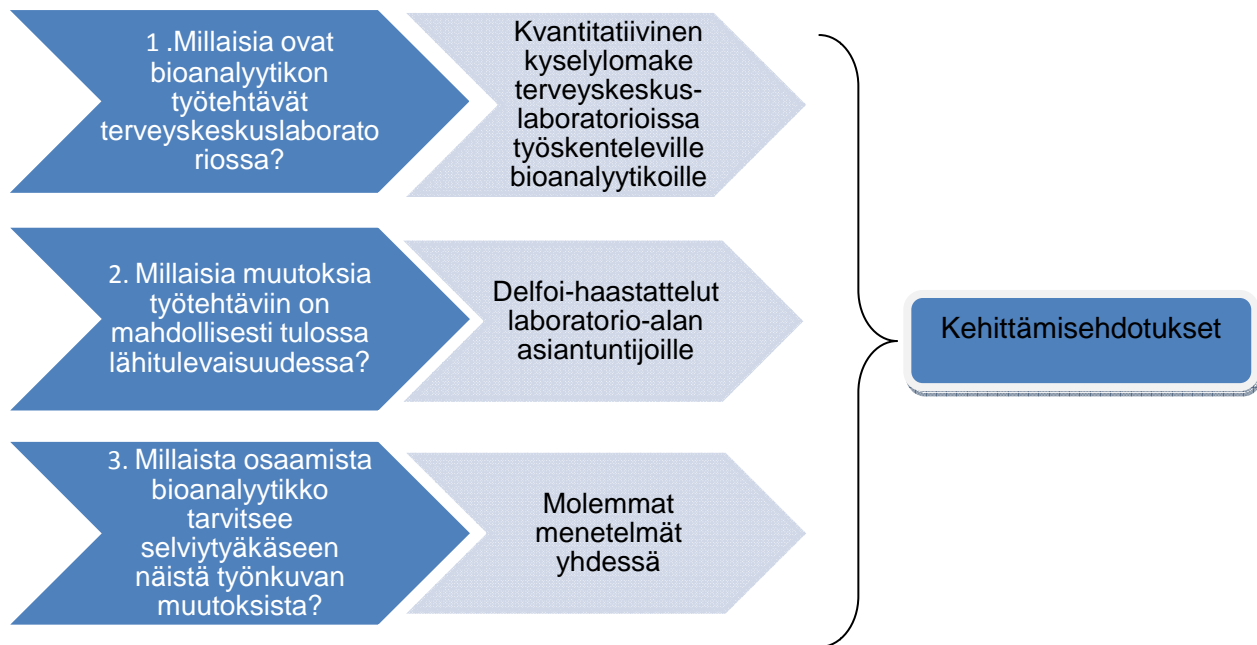 1 .Millaisia ovat
bioanalyytikon
työtehtävät
terveyskeskuslaborato
riossa?
Kvantitatiivinen
kyselylomake
terveyskeskus-
laboratorioissa
työskenteleville
bioanalyytikoille
2. Millaisia muutoksia
työtehtäviin on
mahdollisesti tulossa
lähitulevaisuudessa?
Delfoi-haastattelut
laboratorio-alan
asiantuntijoille
3. Millaista osaamista
bioanalyytikko
tarvitsee
selviytyäkäseen
näistä työnkuvan
muutoksista?
Molemmat
menetelmät
yhdessä
Kehittämisehdotukset